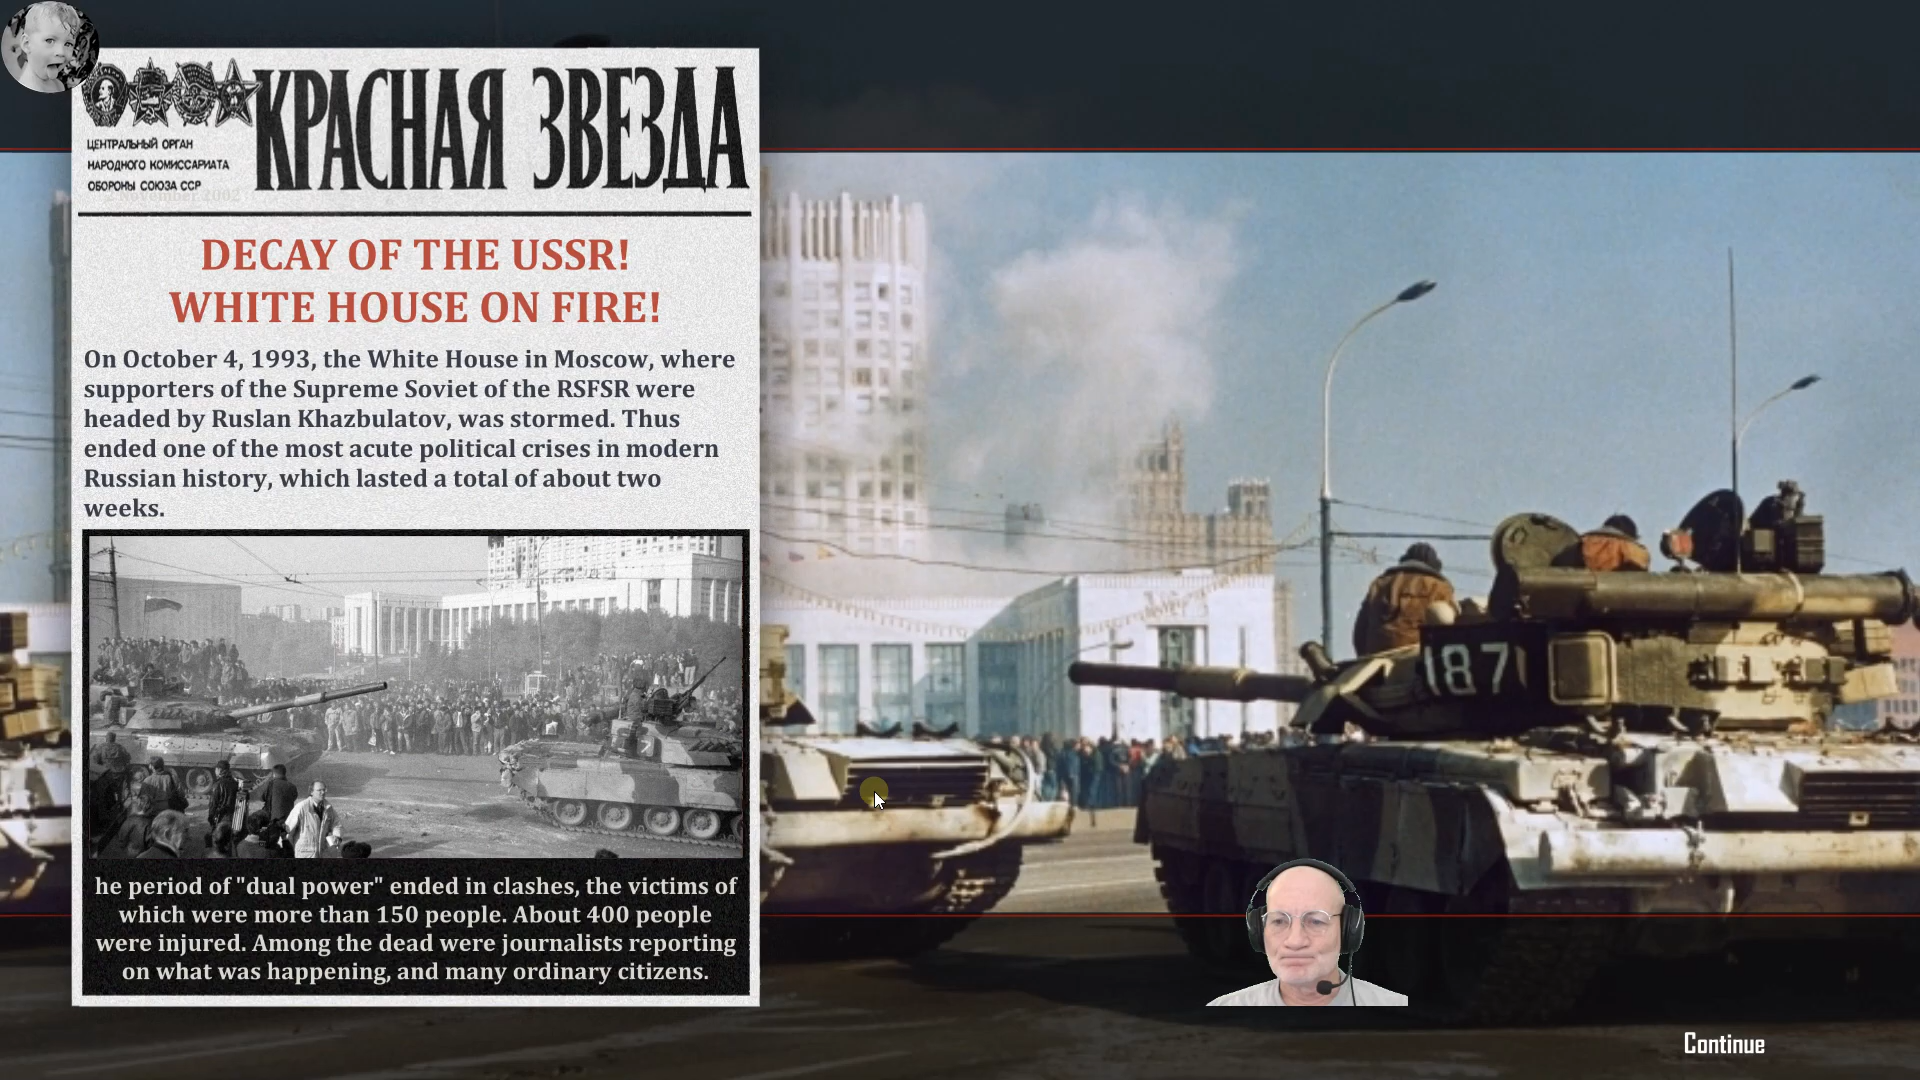 КРАСНАЯ ЗВЕЗДА
ЦЕНТРАЛЬНЫЙ ОРГАН
НАРОДНОГО КОМИССАРИАТА
ОБОРОНЫ СОЮЗА ССР
2 November 2002
DECAY OF THE USSR!
WHITE HOUSE ON FIRE!
On October 4, 1993, the White House in Moscow, where
supporters of the Supreme Soviet of the RSFSR were
headed by Ruslan Khazbulatov, was stormed. Thus
ended one of the most acute political crises in modern
Russian history, which lasted a total of about two
weeks.
he period of "dual power" ended in clashes, the victims of
which were more than 150 people. About 400 people
were injured. Among the dead were journalists reporting
on what was happening, and many ordinary citizens.
187
Continue